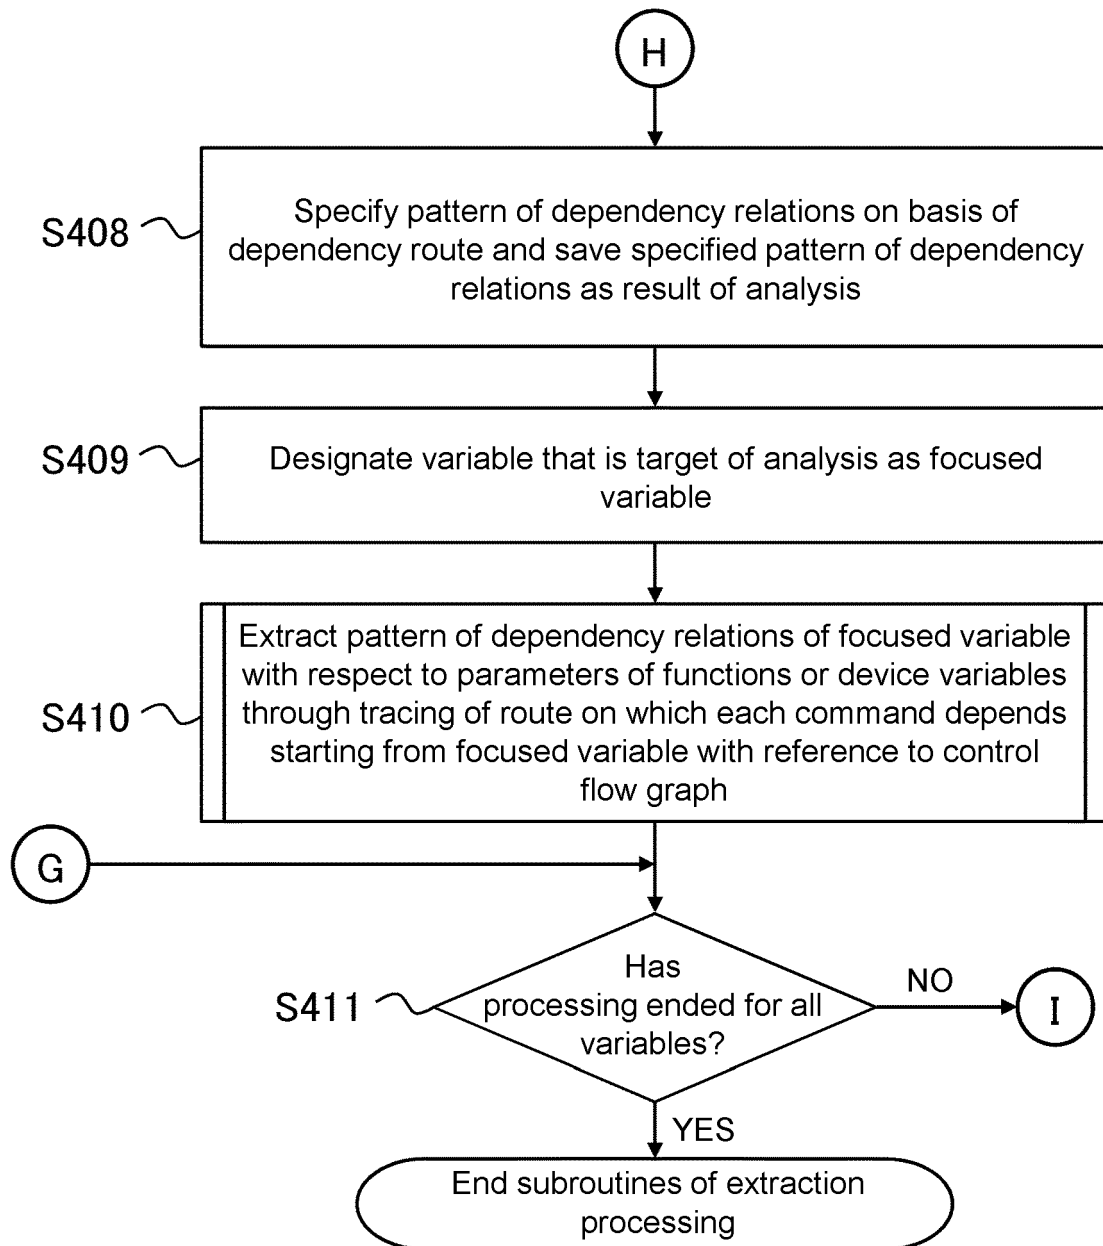 H
S408
Specify pattern of dependency relations on basis of
dependency route and save specified pattern of dependency
relations as result of analysis
S409
Designate variable that is target of analysis as focused
variable
S410
Extract pattern of dependency relations of focused variable
with respect to parameters of functions or device variables
through tracing of route on which each command depends
starting from focused variable with reference to control
flow graph
G
S411
Has
processing ended for all
variables?
NO
I
YES
End subroutines of extraction
processing